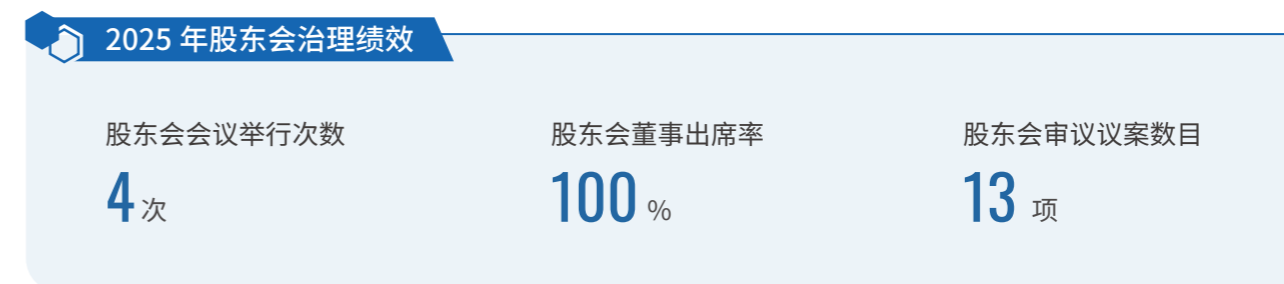 2025 年股东会治理绩效
股东会会议举行次数
4 次
股东会董事出席率
100 %
股东会审议议案数目
13 项